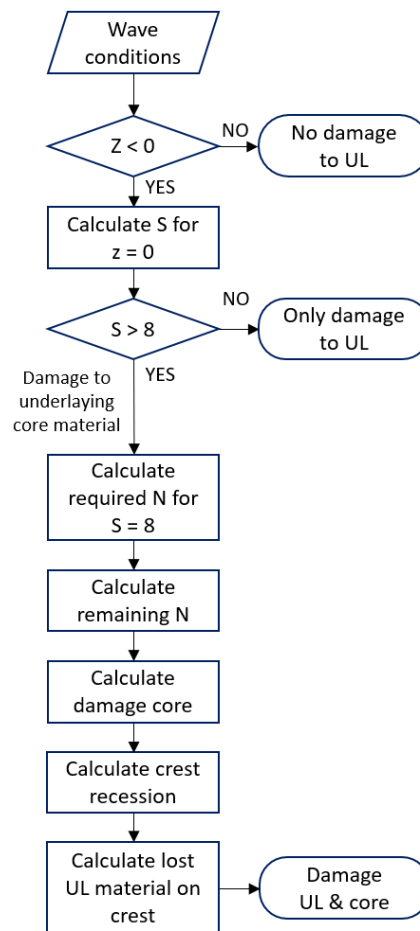 Wave
conditions
Z < 0
NO
No damage
to UL
YES
Calculate S for
z = 0
S > 8
NO
Only damage
to UL
YES
Damage to
underlaying
core material
Calculate
required N for
S = 8
Calculate
remaining N
Calculate
damage core
Calculate crest
recession
Calculate lost
UL material on
crest
Damage
UL & core